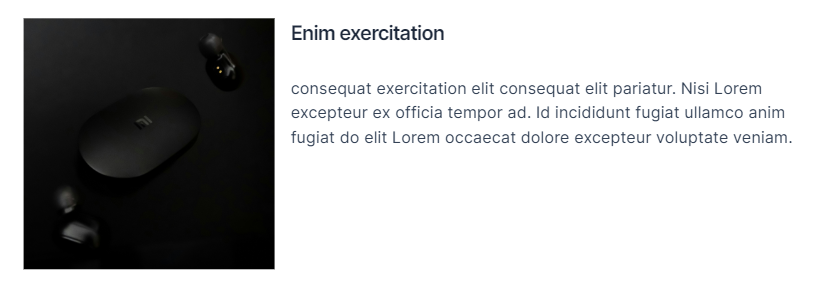 Enim exercitation
consequat exercitation elit consequat elit pariatur. Nisi Lorem
excepteur ex officia tempor ad. Id incididunt fugiat ullamco anim
fugiat do elit Lorem occaecat dolore excepteur voluptate veniam.